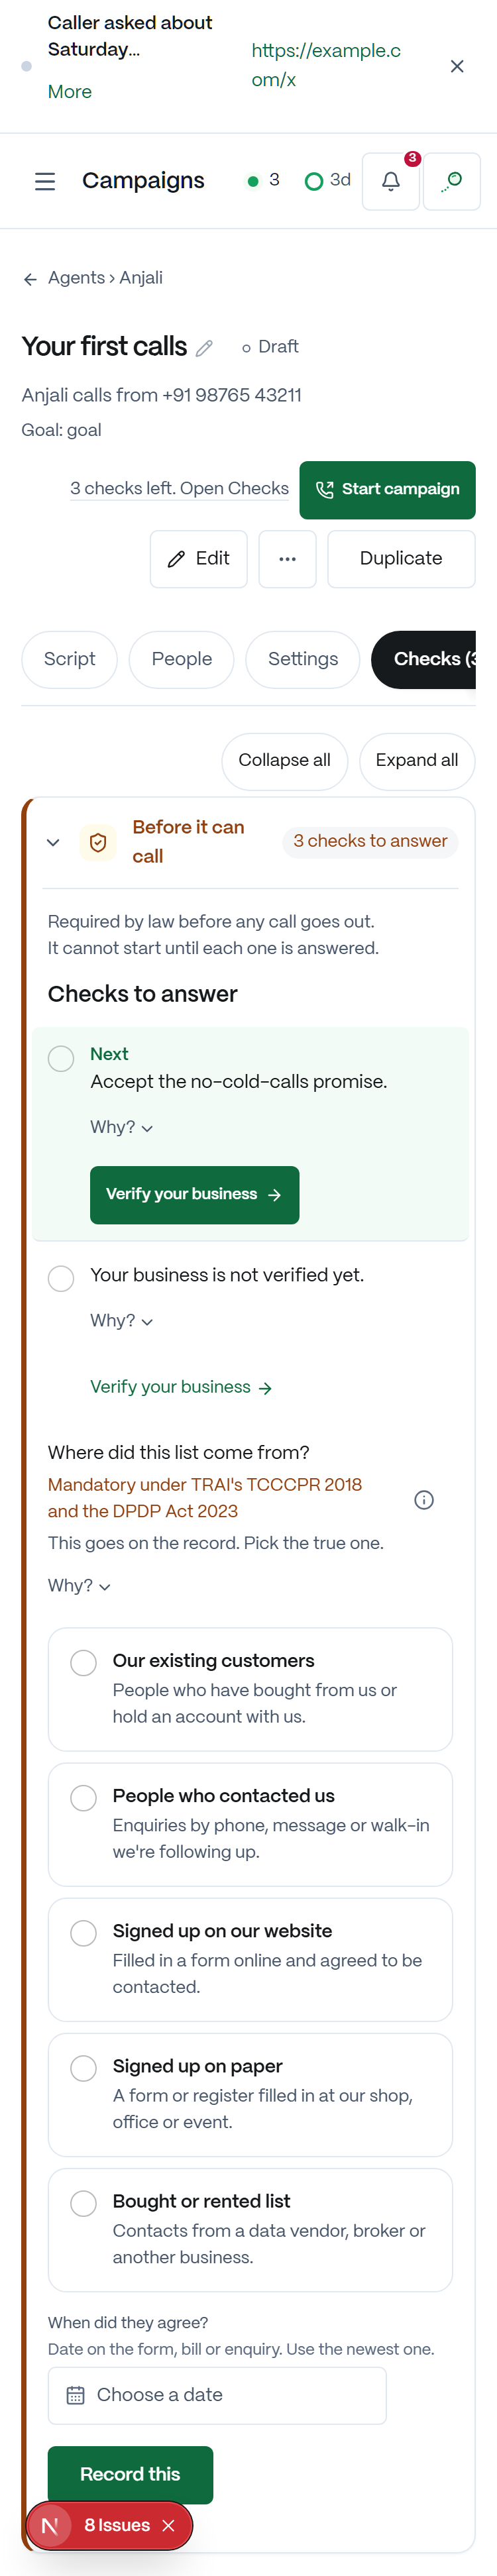 Caller asked about
Saturday...
More
https://example.c
om/x
Campaigns
3
3d
3
Agents › Anjali
Your first calls
Draft
Anjali calls from +91 98765 43211
Goal: goal
3 checks left. Open Checks
Start campaign
Edit
Duplicate
Script
People
Settings
Checks (3
Collapse all
Expand all
Before it can
call
3 checks to answer
Required by law before any call goes out.
It cannot start until each one is answered.
Checks to answer
Next
Accept the no-cold-calls promise.
Why?
Verify your business
Your business is not verified yet.
Why?
Verify your business
Where did this list come from?
Mandatory under TRAI's TCCCPR 2018
and the DPDP Act 2023
This goes on the record. Pick the true one.
Why?
Our existing customers
People who have bought from us or
hold an account with us.
People who contacted us
Enquiries by phone, message or walk-in
we're following up.
Signed up on our website
Filled in a form online and agreed to be
contacted.
Signed up on paper
A form or register filled in at our shop,
office or event.
Bought or rented list
Contacts from a data vendor, broker or
another business.
When did they agree?
Date on the form, bill or enquiry. Use the newest one.
Choose a date
Record this
N
8 Issues